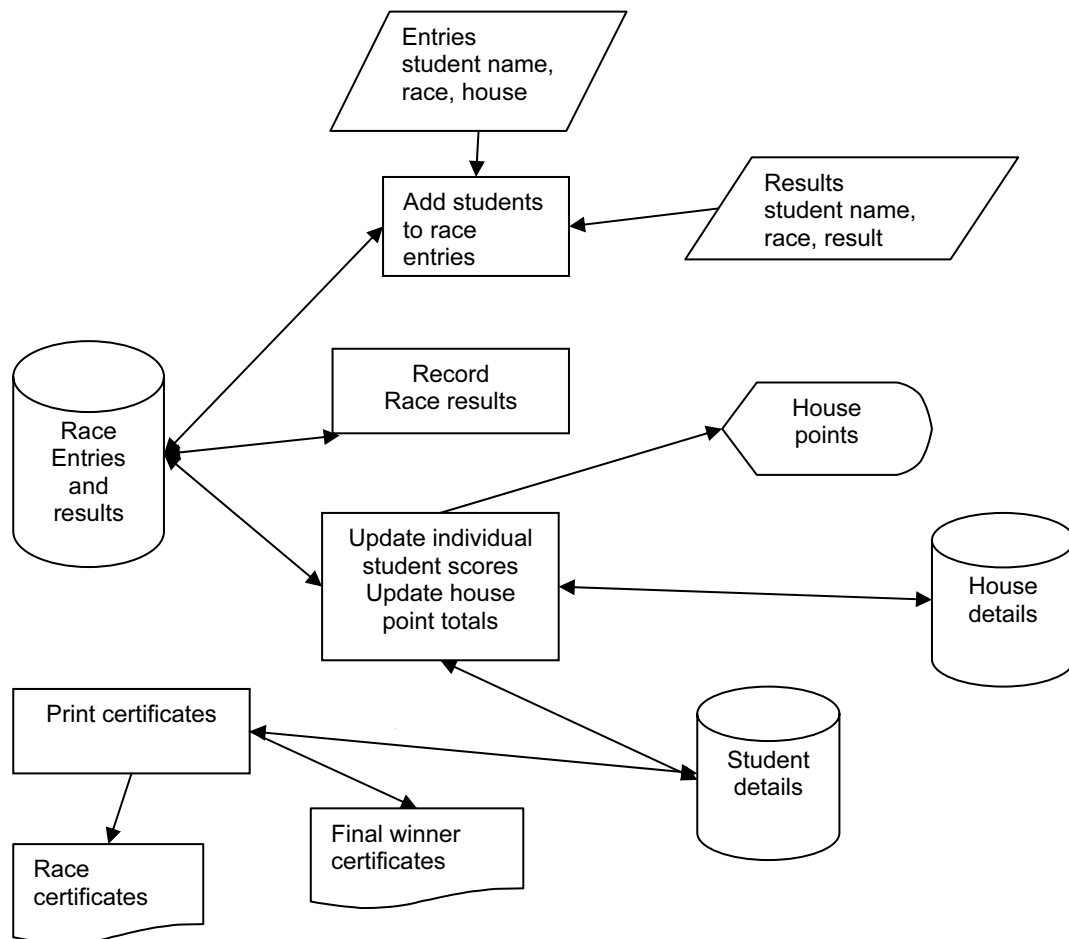 Entries
student name,
race, house
Results
student name,
race, result
Add students
to race
entries
Record
Race results
House
points
Race
Entries
and
results
Update individual
student scores
Update house
point totals
House
details
Print certificates
Student
details
Final winner
certificates
Race
certificates